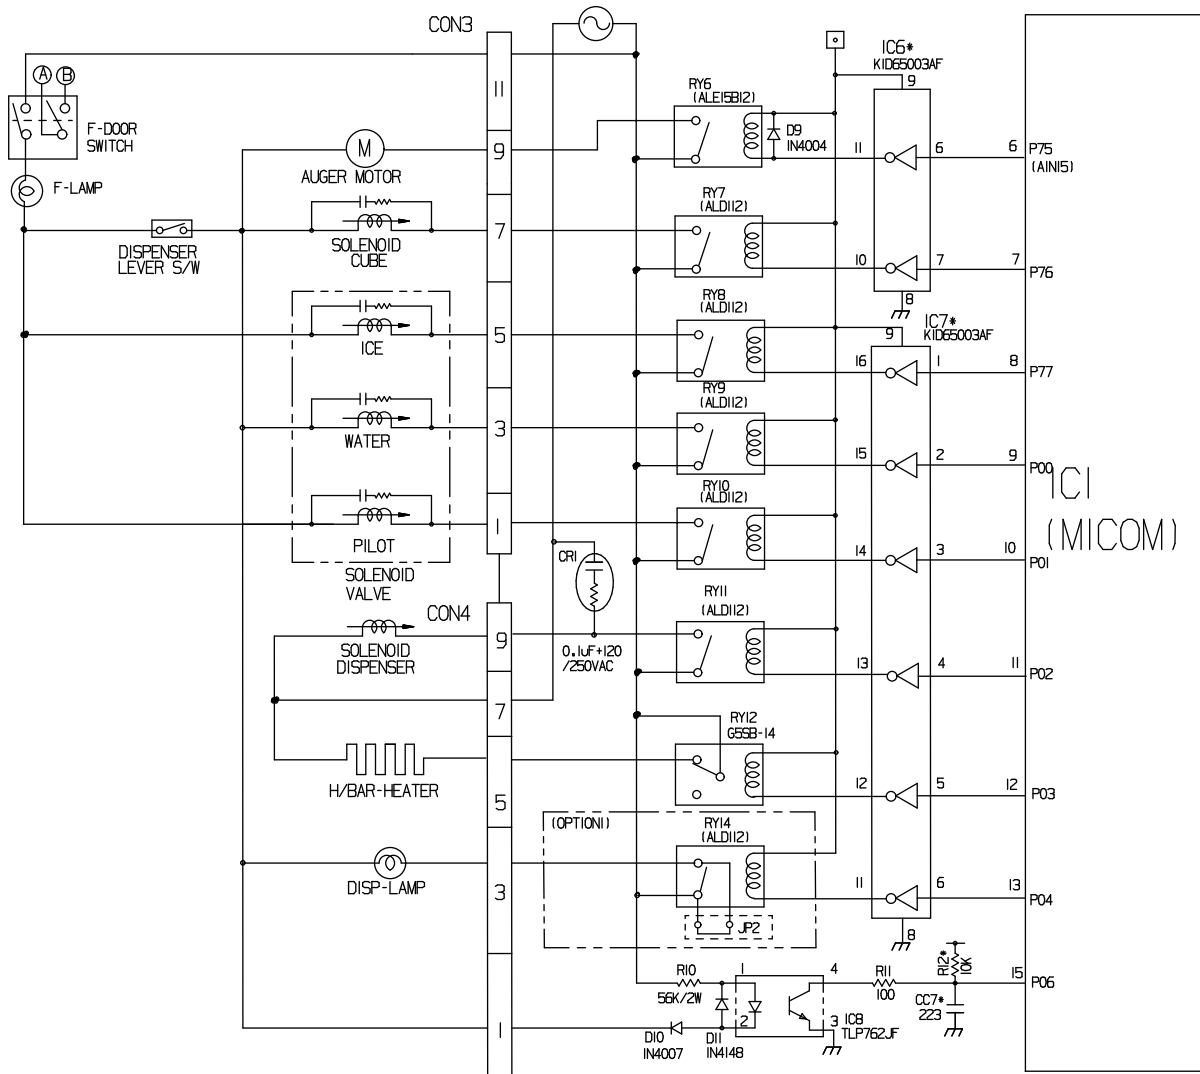 CON3
A B
F-DOOR
SWITCH
F-LAMP
M
AUGER MOTOR
DISPENSER
LEVER S/W
SOLENOID
CUBE
ICE
WATER
PILOT
SOLENOID
VALVE
11
9
7
5
3
1
CON4
SOLENOID
DISPENSER
H/BAR-HEATER
DISP-LAMP
9
7
5
3
1
CR1
0.1uF+120
/250VAC
RY6
(ALE15B12)
D9
IN4004
RY7
(ALD112)
RY8
(ALD112)
RY9
(ALD112)
RY10
(ALD112)
RY11
(ALD112)
RY12
G5SB-14
(OPTION1)
RY14
(ALD112)
JP2
R10
56K/2W
D10
IN4007
D11
IN4148
1
2
4
3
IC8
TLP762JF
R11
100
R12*
10K
CC7*
223
IC6*
KID65003AF
9
11 6 6 P75
(AIN15)
10 7 7 P76
8
IC7*
KID65003AF
9
16 1 8 P77
15 2 9 P00
14 3 10 P01
13 4 11 P02
12 5 12 P03
11 6 13 P04
8
15 P06
IC1
(MICOM)